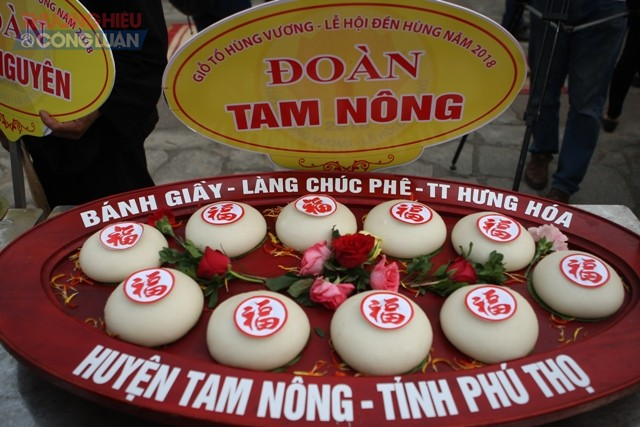 NGHIỆU
CÔNG LUẬN
ĐOÀN
NGUYÊN
GIỖ TỔ HÙNG VƯƠNG - LỄ HỘI ĐỀN HÙNG NĂM 2018
ĐOÀN
TAM NÔNG
BÁNH GIẦY - LÀNG CHÚC PHÊ - TT HƯNG HÓA
福 福 福 福 福
福 福 福 福 福
HUYỆN TAM NÔNG - TỈNH PHÚ THỌ